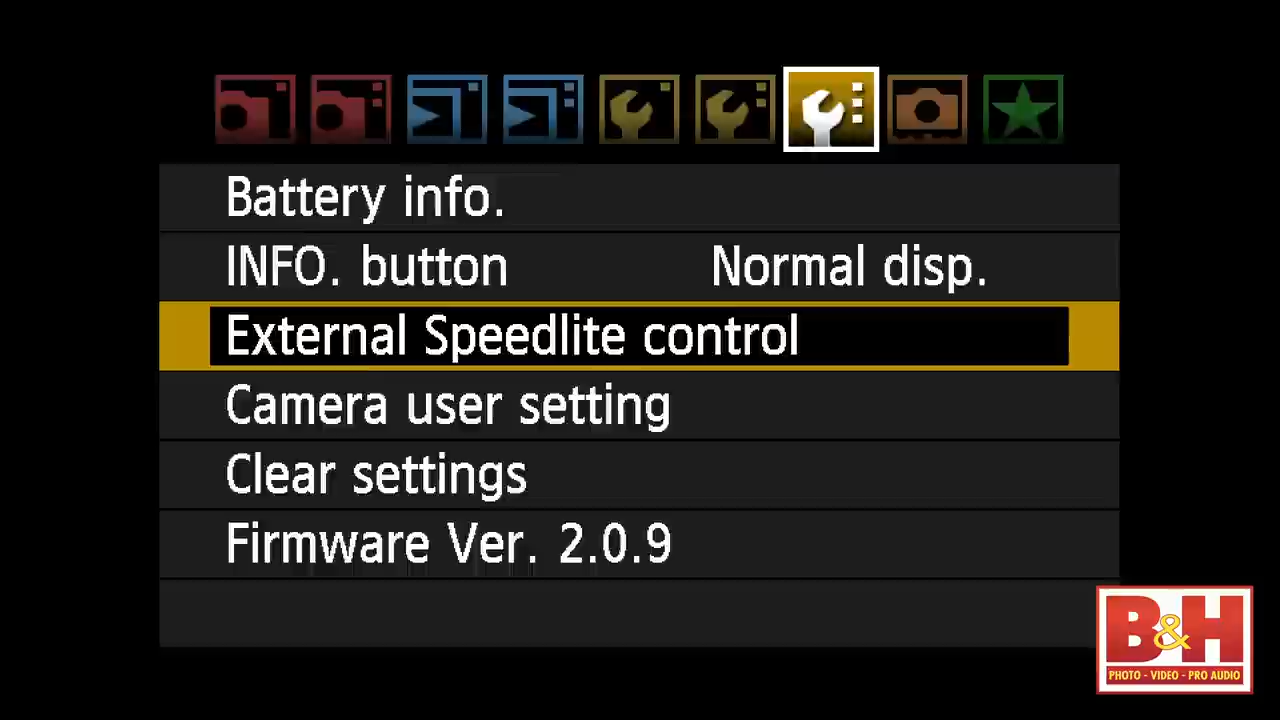 Battery info.
INFO. button Normal disp.
External Speedlite control
Camera user setting
Clear settings
Firmware Ver. 2.0.9
B&H
PHOTO - VIDEO - PRO AUDIO